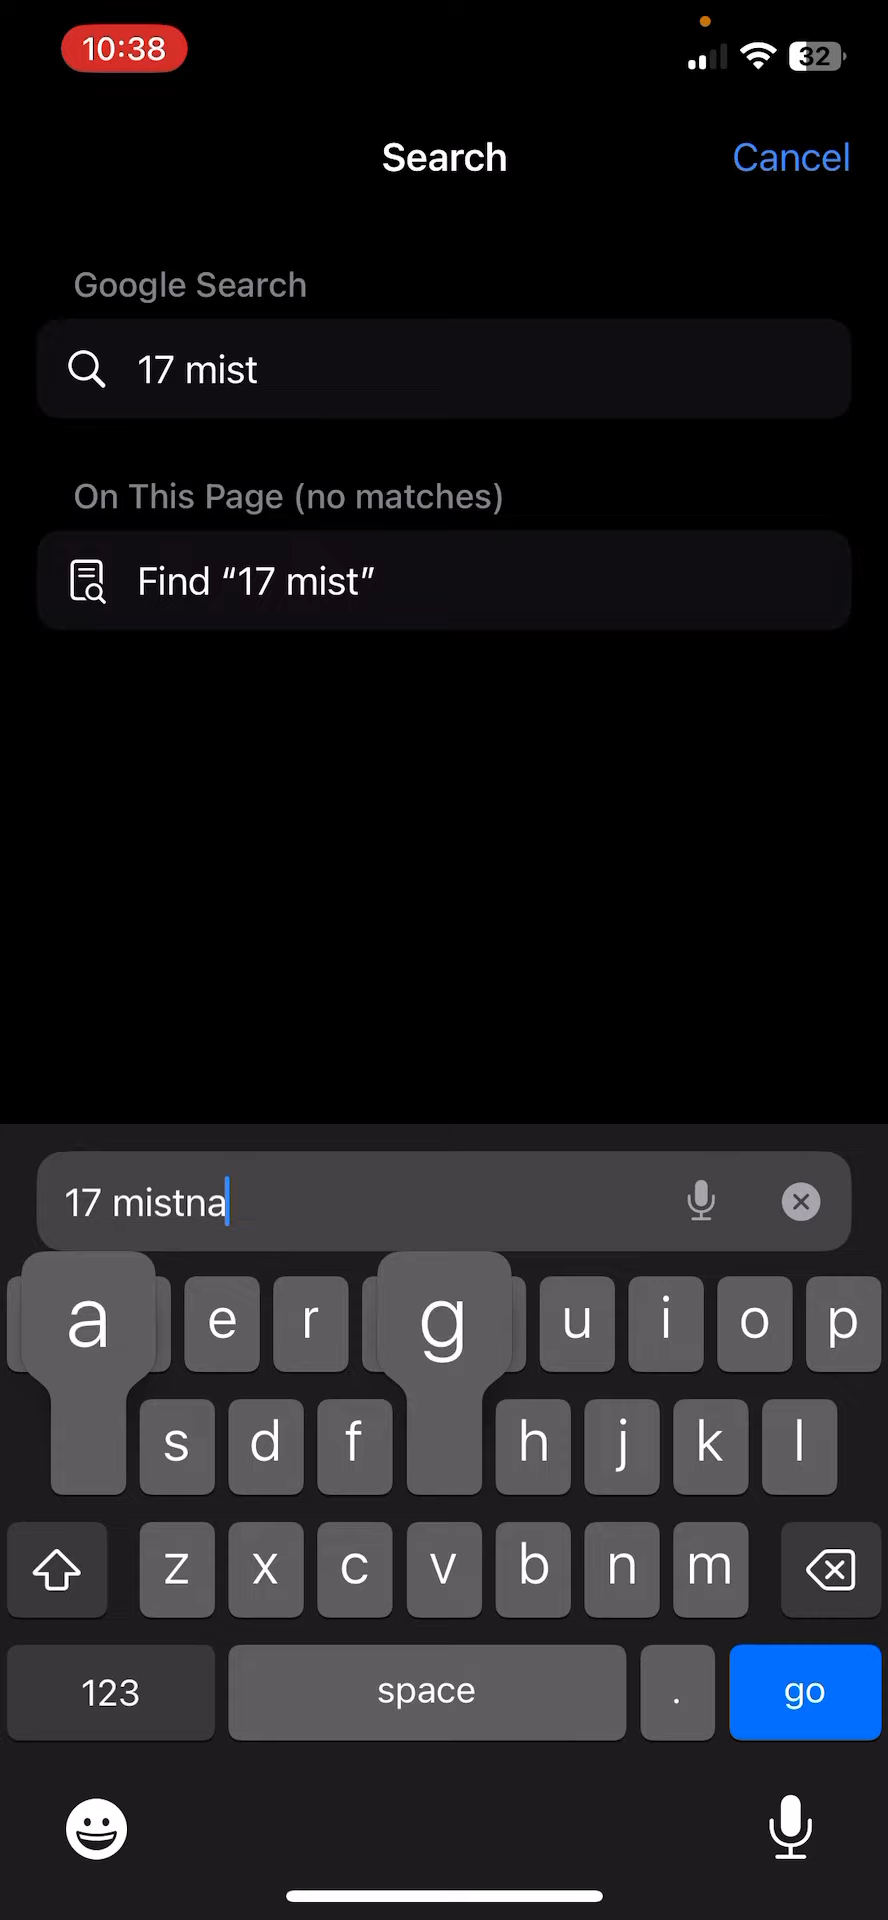 10:38
32
Search
Cancel
Google Search
17 mist
On This Page (no matches)
Find “17 mist”
17 mistna
a e r g u i o p
s d f h j k l
z x c v b n m
123 space . go